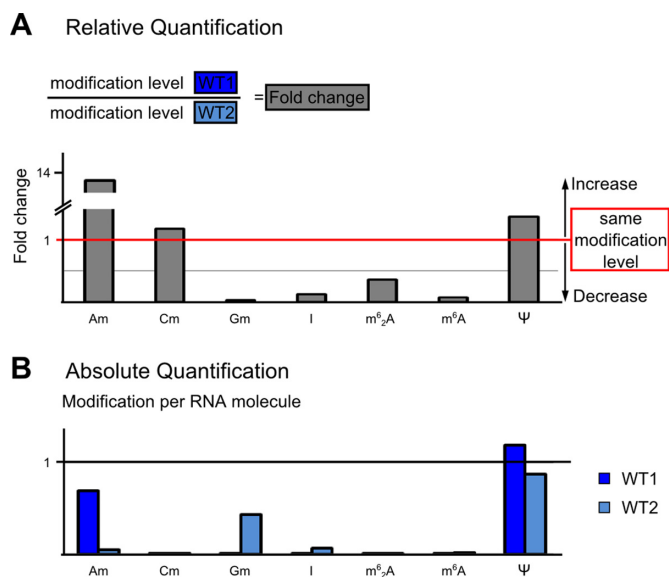 A Relative Quantification
modification level WT1
modification level WT2
= Fold change
Fold change
14
1
Increase
same
modification
level
Decrease
Am Cm Gm I m⁶₂A m⁶A Ψ
B Absolute Quantification
Modification per RNA molecule
1
WT1
WT2
Am Cm Gm I m⁶₂A m⁶A Ψ